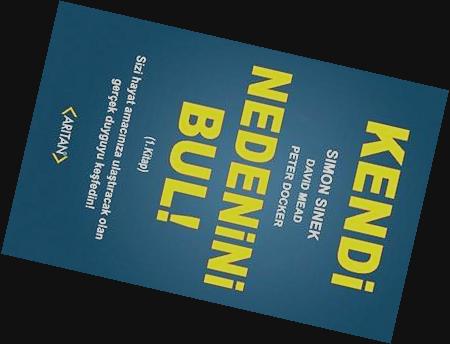 KENDİ
SIMON SINEK
DAVID MEAD
PETER DOCKER
NEDENİNİ
BUL!
(1. Kitap)
Sizi hayat amacınıza ulaştıracak olan
gerçek duyguyu keşfedin!
ARITAN